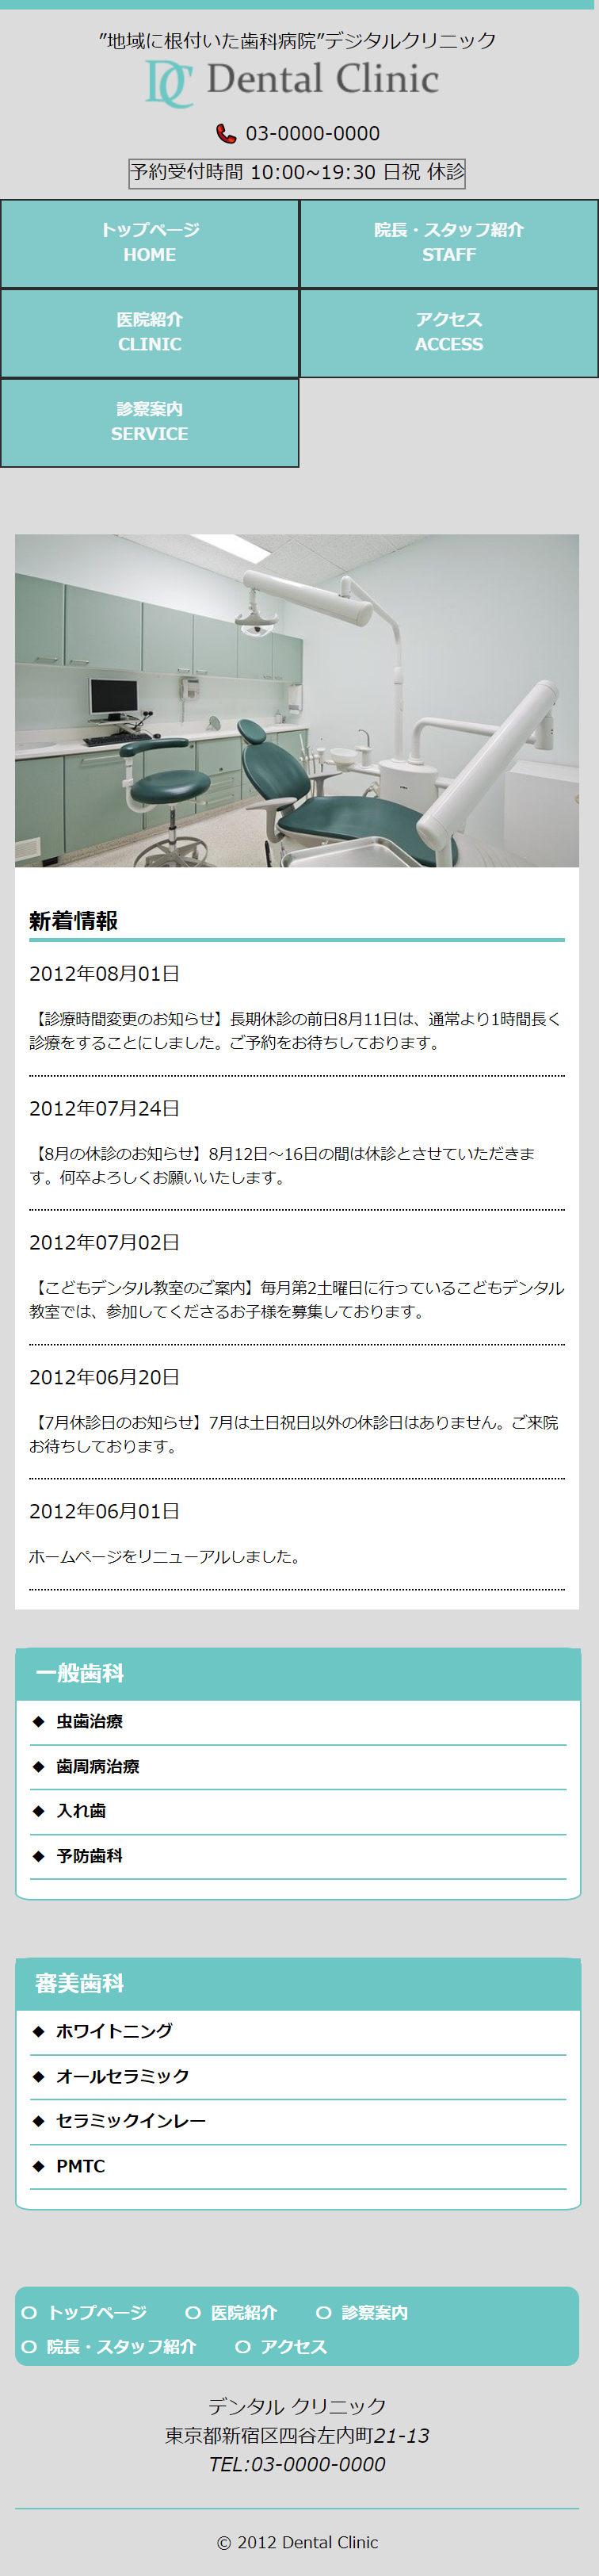 ”地域に根付いた歯科病院”デジタルクリニック
DC Dental Clinic
03-0000-0000
予約受付時間 10:00~19:30 日祝 休診
トップページ
HOME
院長・スタッフ紹介
STAFF
医院紹介
CLINIC
アクセス
ACCESS
診察案内
SERVICE
新着情報
2012年08月01日
【診療時間変更のお知らせ】長期休診の前日8月11日は、通常より1時間長く
診療をすることにしました。ご予約をお待ちしております。
2012年07月24日
【8月の休診のお知らせ】8月12日～16日の間は休診とさせていただきま
す。何卒よろしくお願いいたします。
2012年07月02日
【こどもデンタル教室のご案内】毎月第2土曜日に行っているこどもデンタル
教室では、参加してくださるお子様を募集しております。
2012年06月20日
【7月休診日のお知らせ】7月は土日祝日以外の休診日はありません。ご来院
お待ちしております。
2012年06月01日
ホームページをリニューアルしました。
一般歯科
◆ 虫歯治療
◆ 歯周病治療
◆ 入れ歯
◆ 予防歯科
審美歯科
◆ ホワイトニング
◆ オールセラミック
◆ セラミックインレー
◆ PMTC
○ トップページ ○ 医院紹介 ○ 診察案内
○ 院長・スタッフ紹介 ○ アクセス
デンタル クリニック
東京都新宿区四谷左内町21-13
TEL:03-0000-0000
© 2012 Dental Clinic